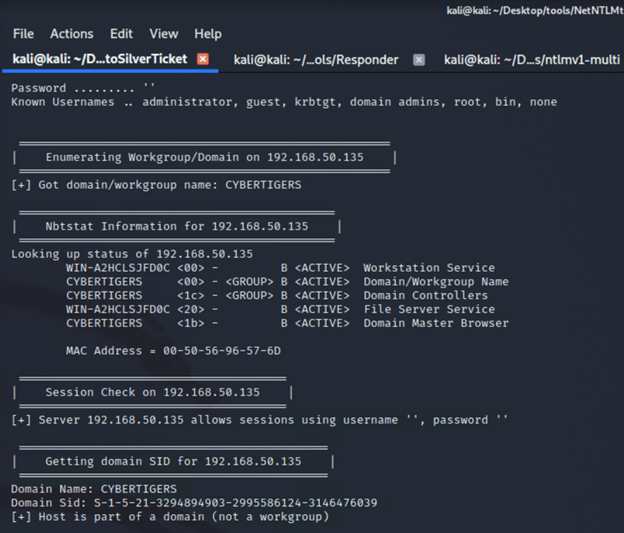 kali@kali: ~/Desktop/tools/NetNTLMt
File Actions Edit View Help
kali@kali: ~/D...toSilverTicket kali@kali: ~/...ols/Responder kali@kali: ~/D...s/ntlmv1-multi
Password ......... ''
Known Usernames .. administrator, guest, krbtgt, domain admins, root, bin, none
| Enumerating Workgroup/Domain on 192.168.50.135 |
[+] Got domain/workgroup name: CYBERTIGERS
| Nbtstat Information for 192.168.50.135 |
Looking up status of 192.168.50.135
WIN-A2HCLSJFD0C <00> - B <ACTIVE> Workstation Service
CYBERTIGERS <00> - <GROUP> B <ACTIVE> Domain/Workgroup Name
CYBERTIGERS <1c> - <GROUP> B <ACTIVE> Domain Controllers
WIN-A2HCLSJFD0C <20> - B <ACTIVE> File Server Service
CYBERTIGERS <1b> - B <ACTIVE> Domain Master Browser
MAC Address = 00-50-56-96-57-6D
| Session Check on 192.168.50.135 |
[+] Server 192.168.50.135 allows sessions using username '', password ''
| Getting domain SID for 192.168.50.135 |
Domain Name: CYBERTIGERS
Domain Sid: S-1-5-21-3294894903-2995586124-3146476039
[+] Host is part of a domain (not a workgroup)